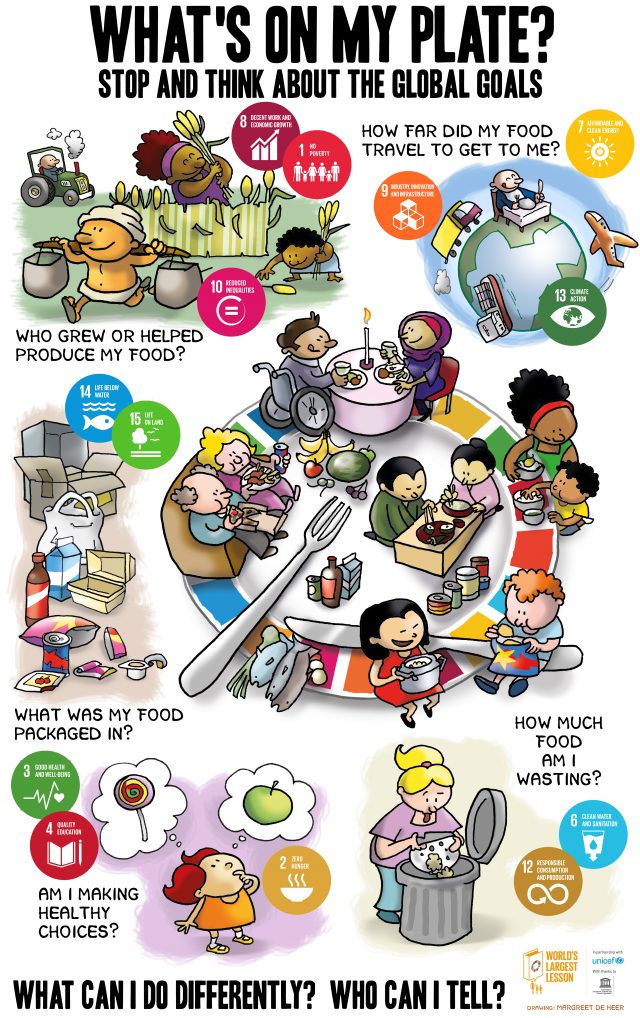 WHAT'S ON MY PLATE?
STOP AND THINK ABOUT THE GLOBAL GOALS
8 DECENT WORK AND
ECONOMIC GROWTH
1 NO
POVERTY
10 REDUCED
INEQUALITIES
WHO GREW OR HELPED
PRODUCE MY FOOD?
HOW FAR DID MY FOOD
TRAVEL TO GET TO ME?
7 AFFORDABLE AND
CLEAN ENERGY
9 INDUSTRY, INNOVATION
AND INFRASTRUCTURE
13 CLIMATE
ACTION
14 LIFE BELOW
WATER
15 LIFE
ON LAND
WHAT WAS MY FOOD
PACKAGED IN?
HOW MUCH
FOOD
AM I
WASTING?
3 GOOD HEALTH
AND WELL-BEING
4 QUALITY
EDUCATION
2 ZERO
HUNGER
AM I MAKING
HEALTHY
CHOICES?
6 CLEAN WATER
AND SANITATION
12 RESPONSIBLE
CONSUMPTION
AND PRODUCTION
WHAT CAN I DO DIFFERENTLY? WHO CAN I TELL?
WORLD'S
LARGEST
LESSON
In partnership with
unicef
With thanks to
DRAWING: MARGREET DE HEER